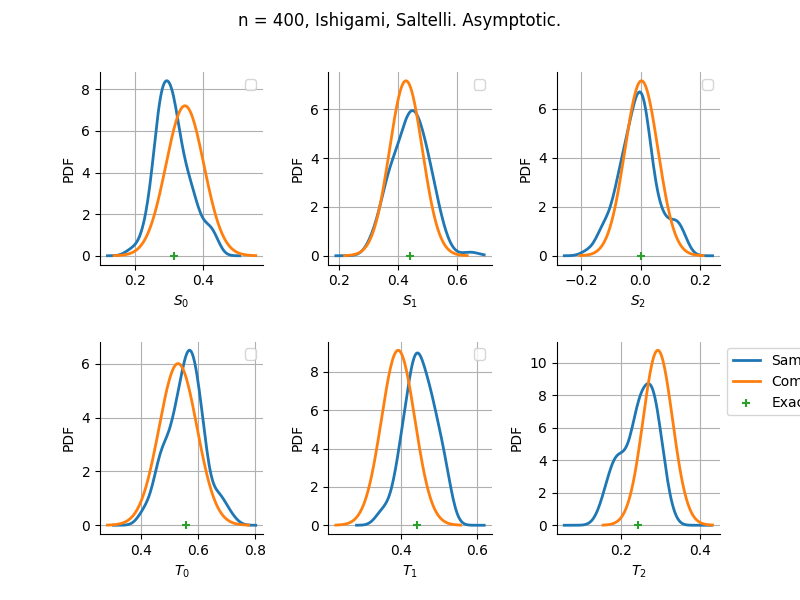 n = 400, Ishigami, Saltelli. Asymptotic.
PDF
8
6
4
2
0
0.2 0.4
S₀
PDF
6
4
2
0
0.2 0.4 0.6
S₁
PDF
6
4
2
0
−0.2 0.0 0.2
S₂
PDF
6
4
2
0
0.4 0.6 0.8
T₀
PDF
8
6
4
2
0
0.4 0.6
T₁
PDF
10
8
6
4
2
0
0.2 0.4
T₂
Sam
Com
Exac